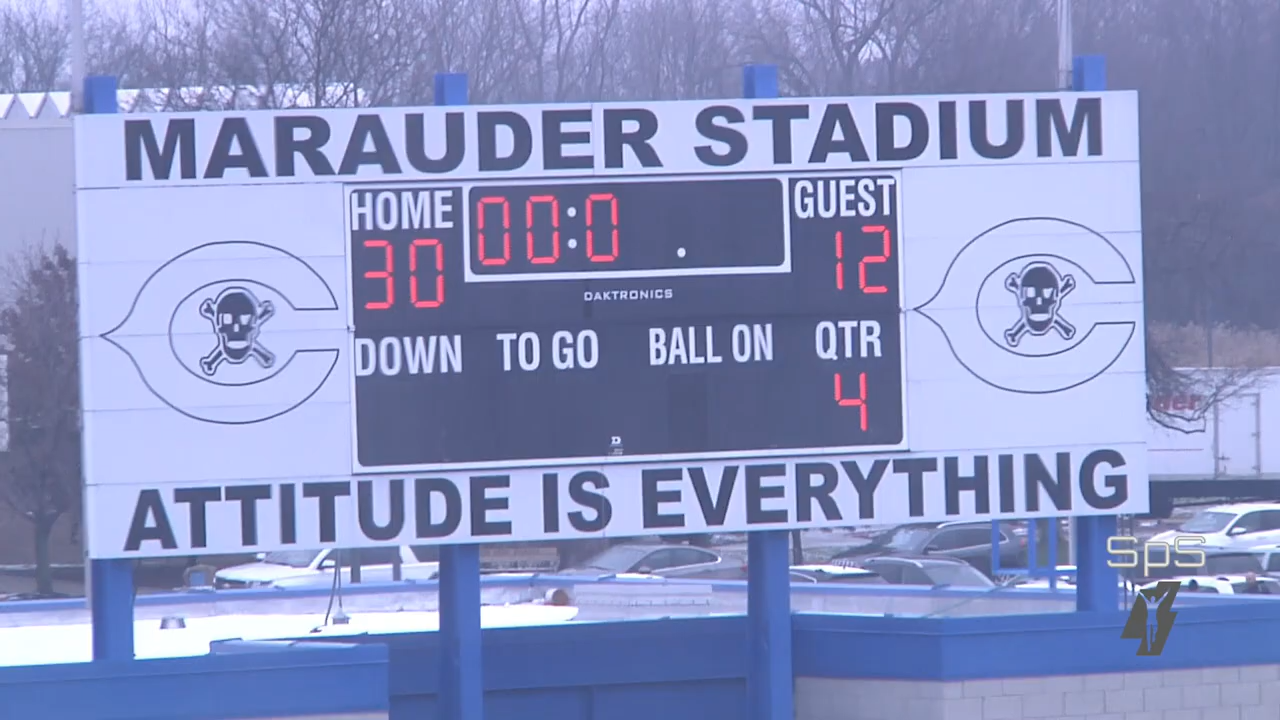 MARAUDER STADIUM
HOME 00:0 . GUEST
30 12
DAKTRONICS
DOWN TO GO BALL ON QTR
4
D
ATTITUDE IS EVERYTHING
SpS